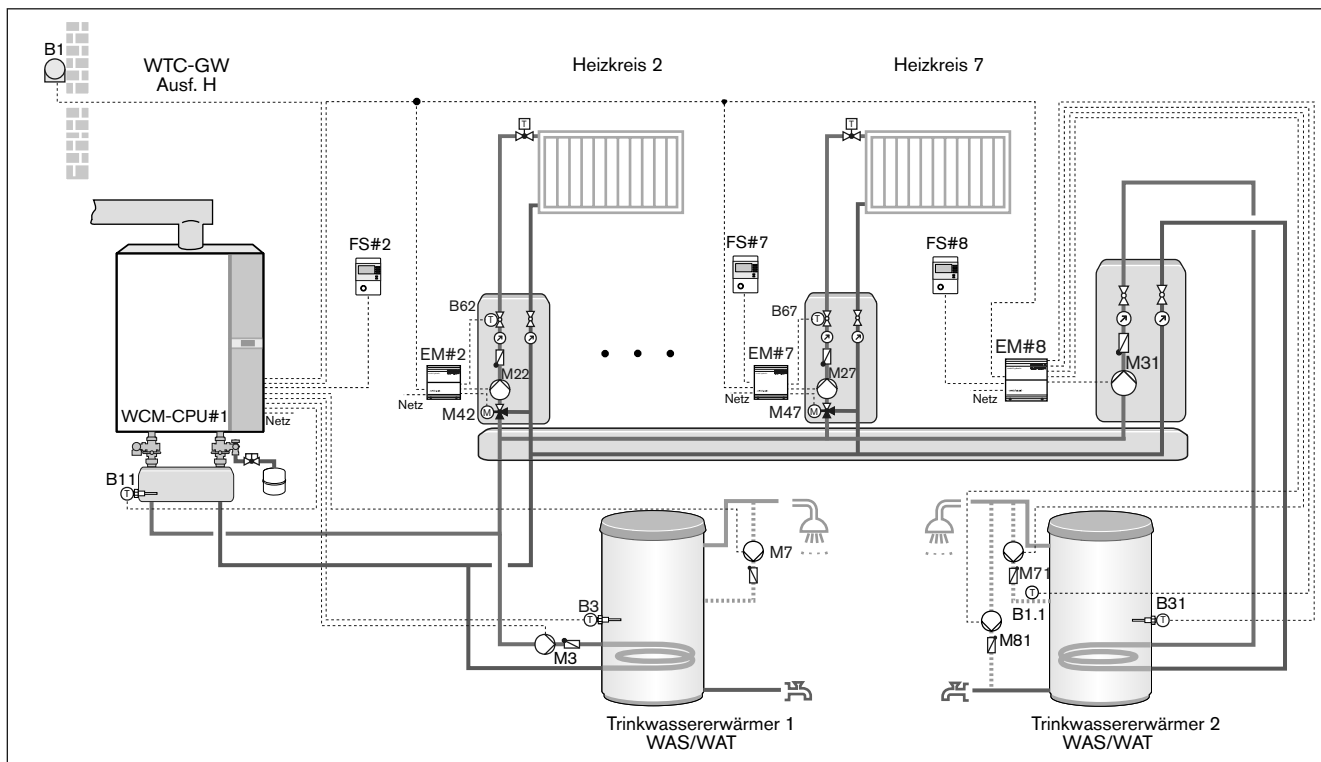 B1
WTC-GW
Ausf. H
Heizkreis 2
Heizkreis 7
FS#2
FS#7
FS#8
B62
B67
T
T
T
T
EM#2
EM#7
EM#8
M22
M27
M31
Netz
Netz
Netz
M42
M
M47
M
WCM-CPU#1
Netz
B11
T
M7
M71
T
B1.1
B3
T
B31
T
M3
M81
Trinkwassererwärmer 1
WAS/WAT
Trinkwassererwärmer 2
WAS/WAT